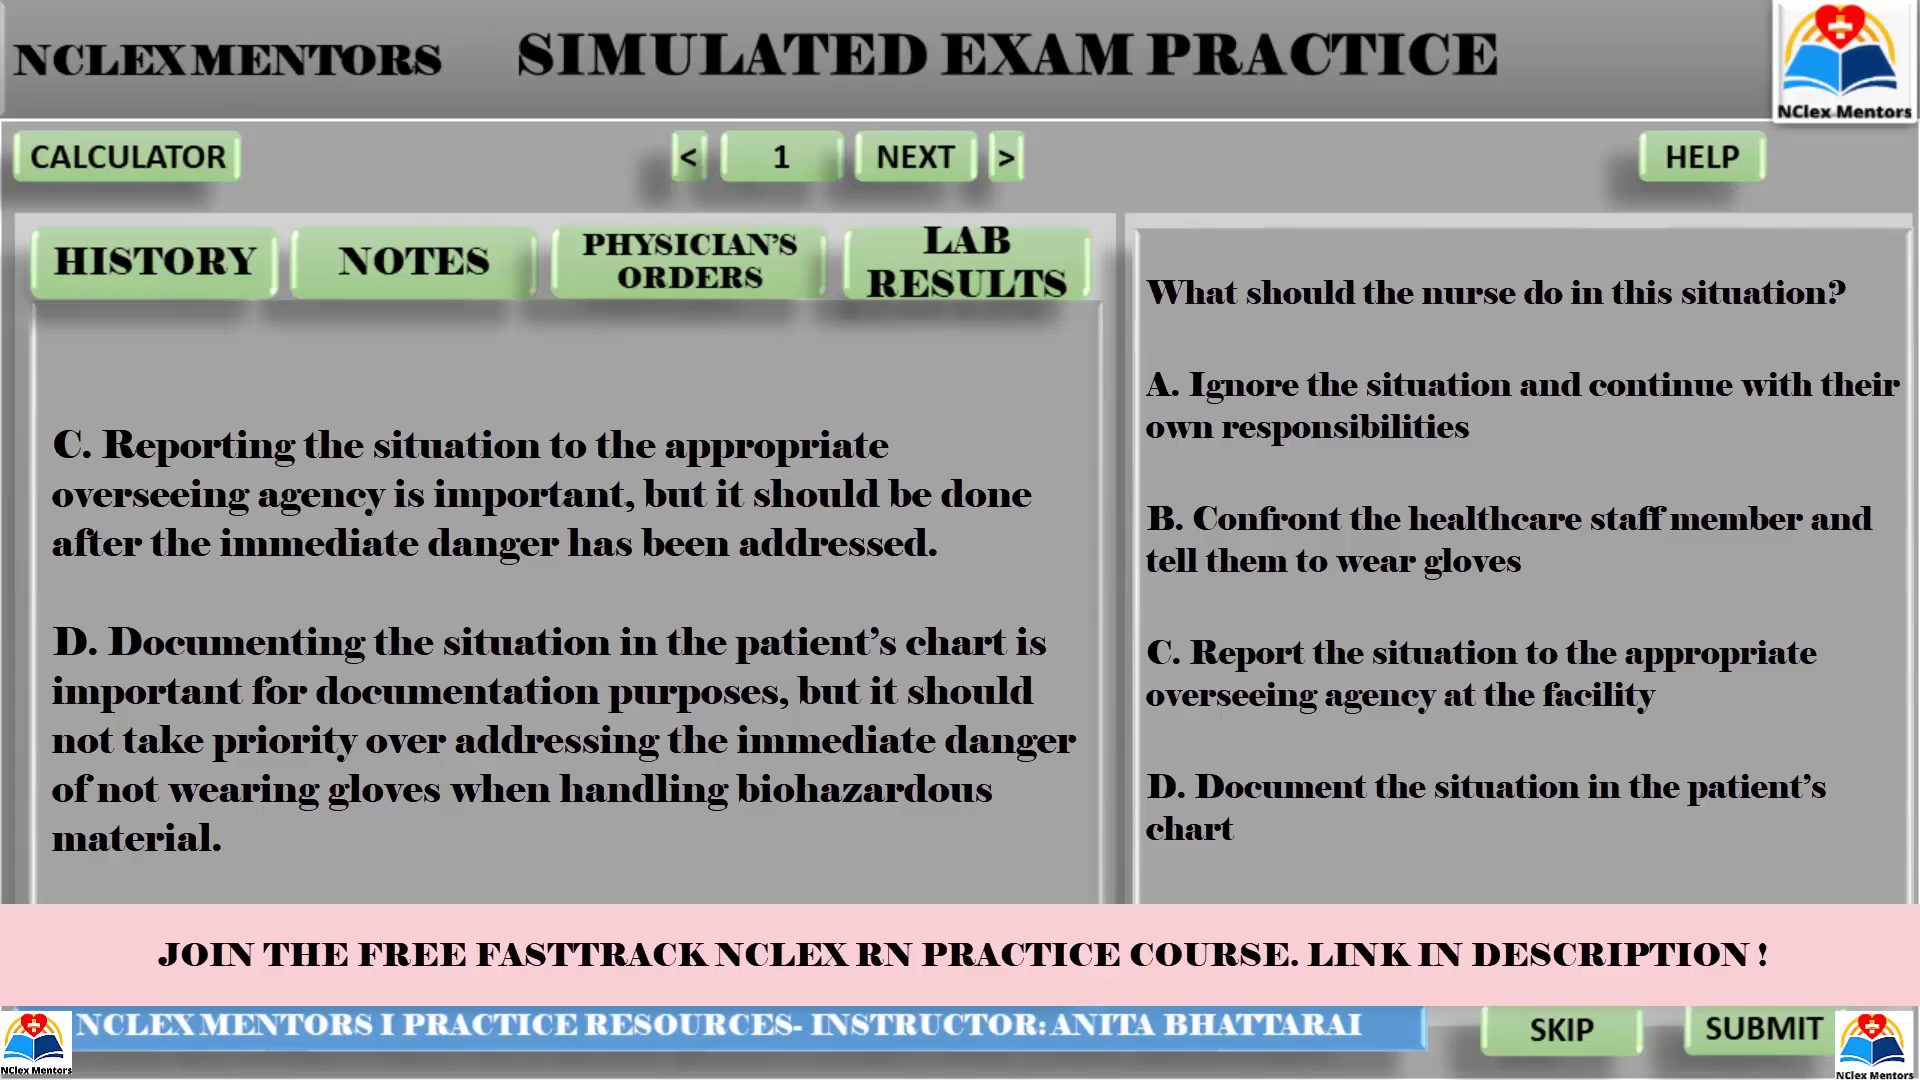 NCLEX MENTORS
SIMULATED EXAM PRACTICE
NClex Mentors
CALCULATOR
<
1
NEXT
>
HELP
HISTORY
NOTES
PHYSICIAN'S
ORDERS
LAB
RESULTS
C. Reporting the situation to the appropriate
overseeing agency is important, but it should be done
after the immediate danger has been addressed.
D. Documenting the situation in the patient's chart is
important for documentation purposes, but it should
not take priority over addressing the immediate danger
of not wearing gloves when handling biohazardous
material.
What should the nurse do in this situation?
A. Ignore the situation and continue with their
own responsibilities
B. Confront the healthcare staff member and
tell them to wear gloves
C. Report the situation to the appropriate
overseeing agency at the facility
D. Document the situation in the patient's
chart
JOIN THE FREE FASTTRACK NCLEX RN PRACTICE COURSE. LINK IN DESCRIPTION !
NClex Mentors
NCLEX MENTORS I PRACTICE RESOURCES- INSTRUCTOR: ANITA BHATTARAI
SKIP
SUBMIT
NClex Mentors